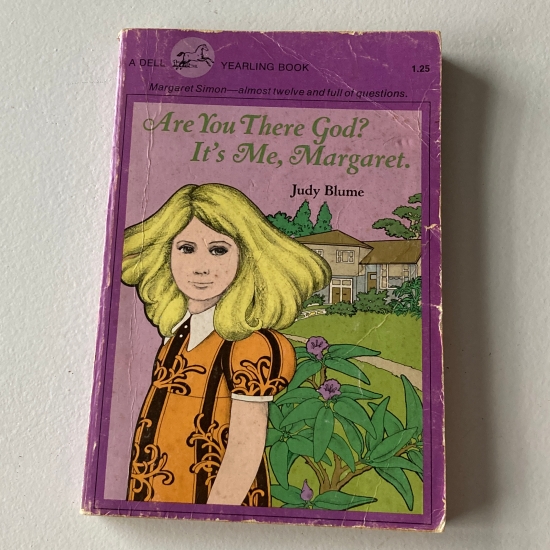 A DELL YEARLING BOOK 1.25
Margaret Simon—almost twelve and full of questions.
Are You There God?
It's Me, Margaret.
Judy Blume